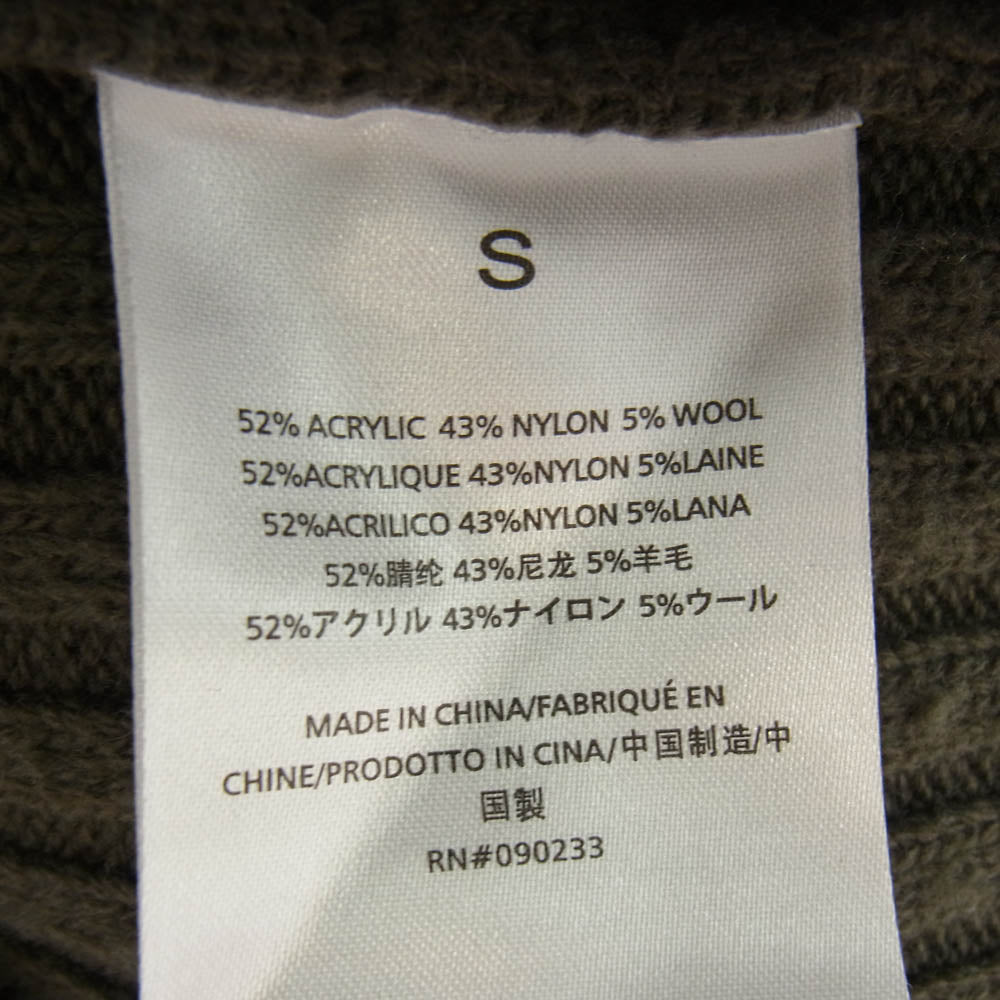 S
52% ACRYLIC 43% NYLON 5% WOOL
52%ACRYLIQUE 43%NYLON 5%LAINE
52%ACRILICO 43%NYLON 5%LANA
52%腈纶 43%尼龙 5%羊毛
52%アクリル 43%ナイロン 5%ウール
MADE IN CHINA/FABRIQUÉ EN
CHINE/PRODOTTO IN CINA/中国制造/中
国製
RN#090233